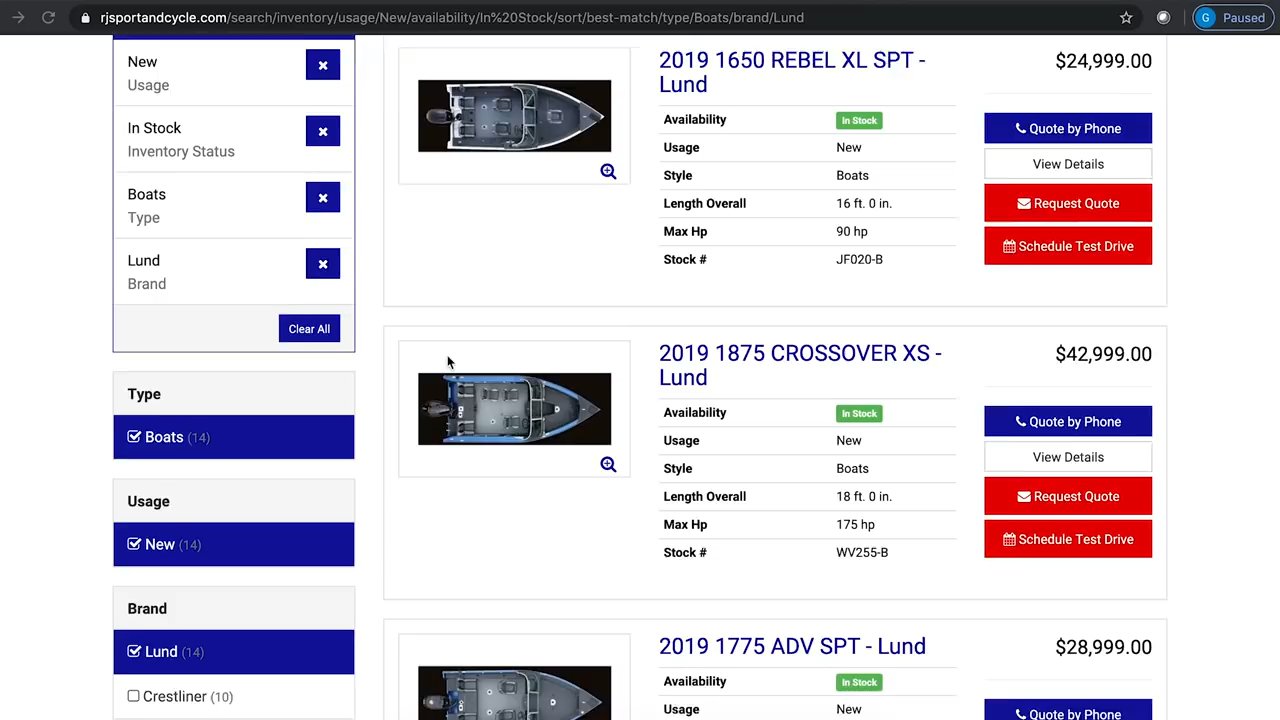 rjsportandcycle.com/search/inventory/usage/New/availability/In%20Stock/sort/best-match/type/Boats/brand/Lund
G Paused
New
Usage
In Stock
Inventory Status
Boats
Type
Lund
Brand
Clear All
Type
Boats (14)
Usage
New (14)
Brand
Lund (14)
Crestliner (10)
2019 1650 REBEL XL SPT -
Lund
Availability In Stock
Usage New
Style Boats
Length Overall 16 ft. 0 in.
Max Hp 90 hp
Stock # JF020-B
$24,999.00
Quote by Phone
View Details
Request Quote
Schedule Test Drive
2019 1875 CROSSOVER XS -
Lund
Availability In Stock
Usage New
Style Boats
Length Overall 18 ft. 0 in.
Max Hp 175 hp
Stock # WV255-B
$42,999.00
Quote by Phone
View Details
Request Quote
Schedule Test Drive
2019 1775 ADV SPT - Lund
Availability In Stock
Usage New
$28,999.00
Quote by Phone